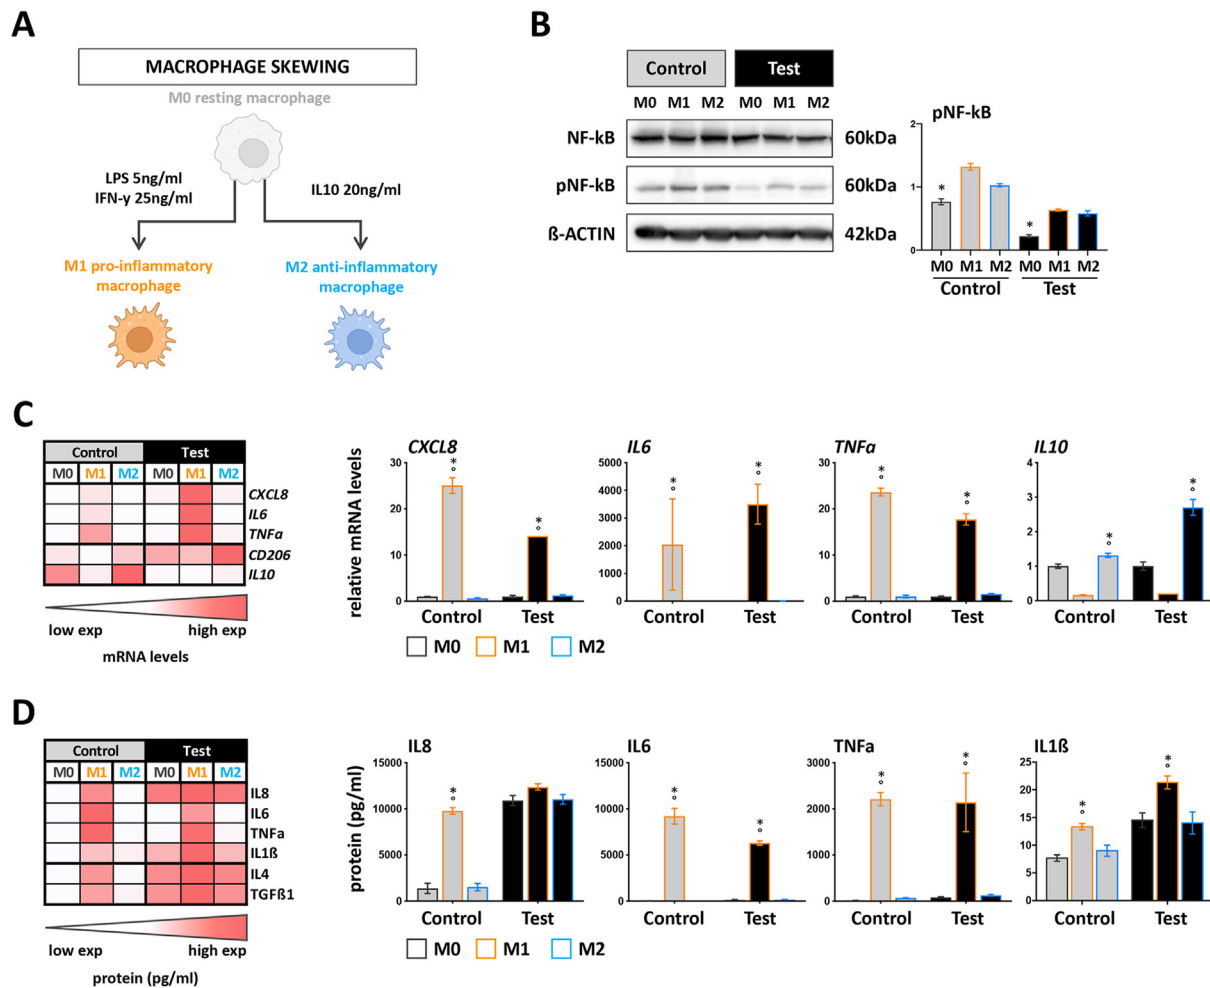 A
MACROPHAGE SKEWING
M0 resting macrophage
LPS 5ng/ml
IFN-y 25ng/ml
IL10 20ng/ml
M1 pro-inflammatory
macrophage
M2 anti-inflammatory
macrophage
B
Control Test
M0 M1 M2 M0 M1 M2
NF-kB 60kDa
pNF-kB 60kDa
ß-ACTIN 42kDa
pNF-kB
2
1
0
* *
M0 M1 M2 M0 M1 M2
Control Test
C
Control Test
M0 M1 M2 M0 M1 M2
CXCL8
IL6
TNFa
CD206
IL10
low exp high exp
mRNA levels
relative mRNA levels
CXCL8
30
20
10
0
* *
Control Test
IL6
5000
4000
3000
2000
1000
0
* *
Control Test
TNFa
30
20
10
0
* *
Control Test
IL10
4
3
2
1
0
* *
Control Test
M0 M1 M2
D
Control Test
M0 M1 M2 M0 M1 M2
IL8
IL6
TNFa
IL1ß
IL4
TGFß1
low exp high exp
protein (pg/ml)
protein (pg/ml)
IL8
15000
10000
5000
0
*
Control Test
IL6
15000
10000
5000
0
* *
Control Test
TNFa
3000
2000
1000
0
* *
Control Test
IL1ß
25
20
15
10
5
0
* *
Control Test
M0 M1 M2